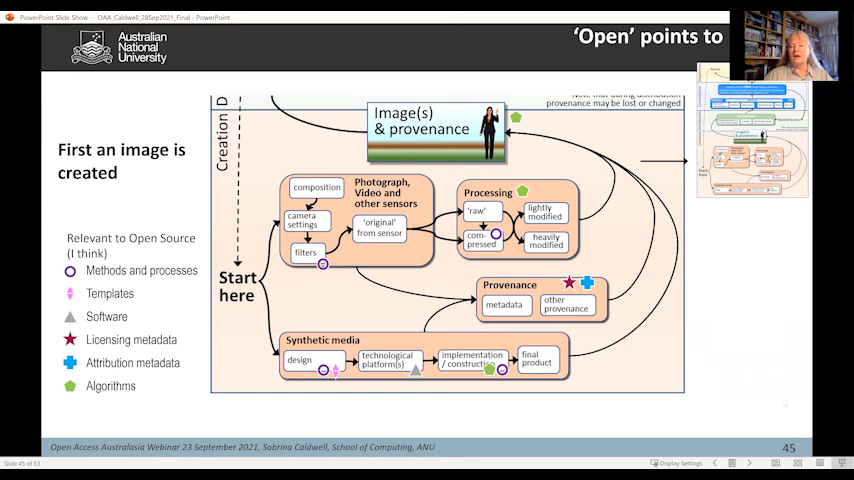 PowerPoint Slide Show - OAA_Caldwell_28Sep2021_Final - PowerPoint
Australian
National
University
'Open' points to
Note that during distribution
provenance may be lost or changed
Creation D
Image(s)
& provenance
First an image is
created
Photograph,
Video and
other sensors
composition
camera
settings
filters
'original'
from sensor
Processing
'raw'
com-
pressed
lightly
modified
heavily
modified
Relevant to Open Source
(I think)
Methods and processes
Templates
Software
Licensing metadata
Attribution metadata
Algorithms
Start
here
Provenance
metadata
other
provenance
Synthetic media
design
technological
platform(s)
implementation
/ construction
final
product
Start
here
Open Access Australasia Webinar 23 September 2021, Sabrina Caldwell, School of Computing, ANU
45
Slide 45 of 53
Display Settings